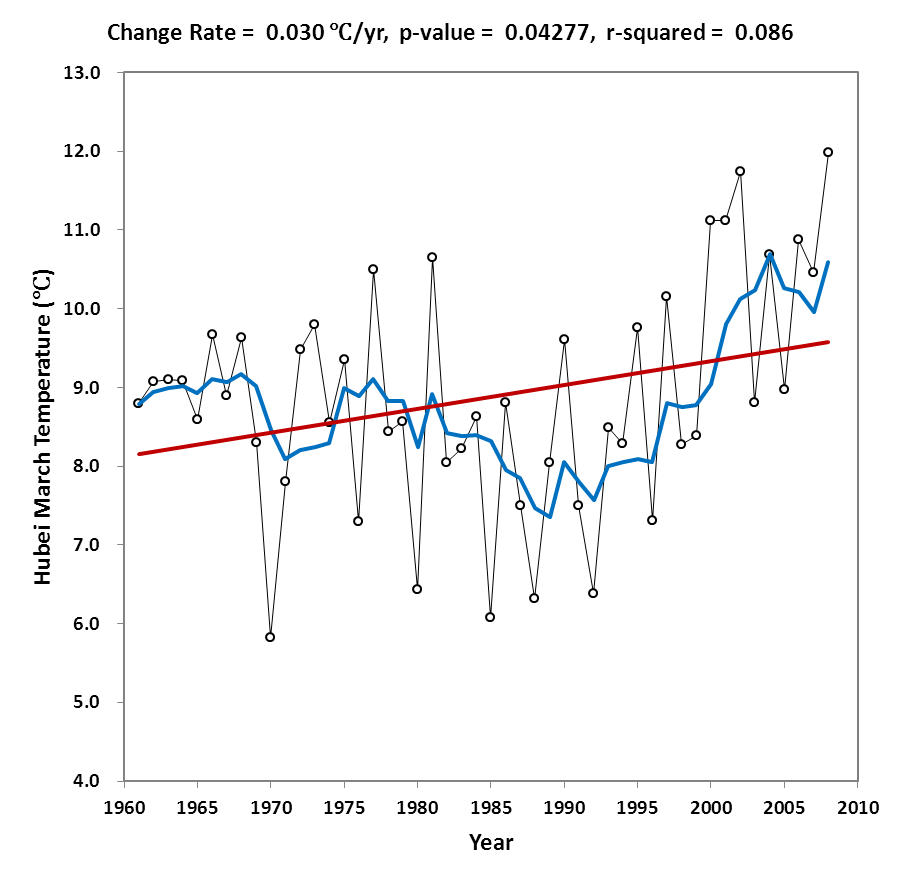 Change Rate = 0.030 ℃/yr, p-value = 0.04277, r-squared = 0.086
13.0
12.0
11.0
10.0
9.0
8.0
7.0
6.0
5.0
4.0
Hubei March Temperature (℃)
1960 1965 1970 1975 1980 1985 1990 1995 2000 2005 2010
Year